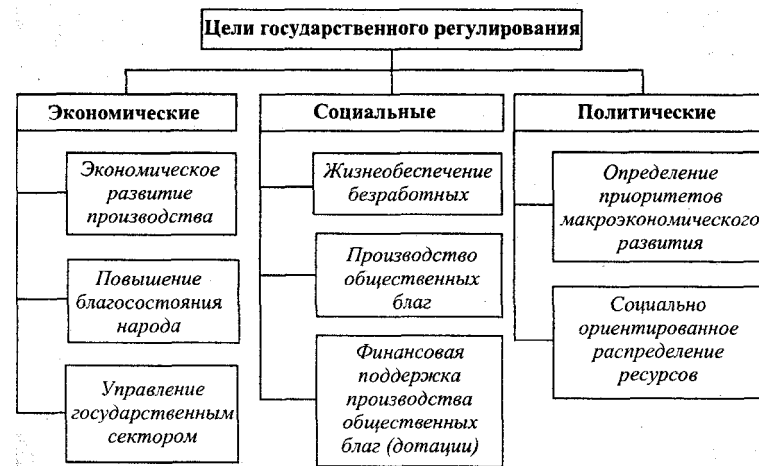 Цели государственного регулирования
Экономические
Экономическое
развитие
производства
Повышение
благосостояния
народа
Управление
государственным
сектором
Социальные
Жизнеобеспечение
безработных
Производство
общественных
благ
Финансовая
поддержка
производства
общественных
благ (дотации)
Политические
Определение
приоритетов
макроэкономического
развития
Социально
ориентированное
распределение
ресурсов